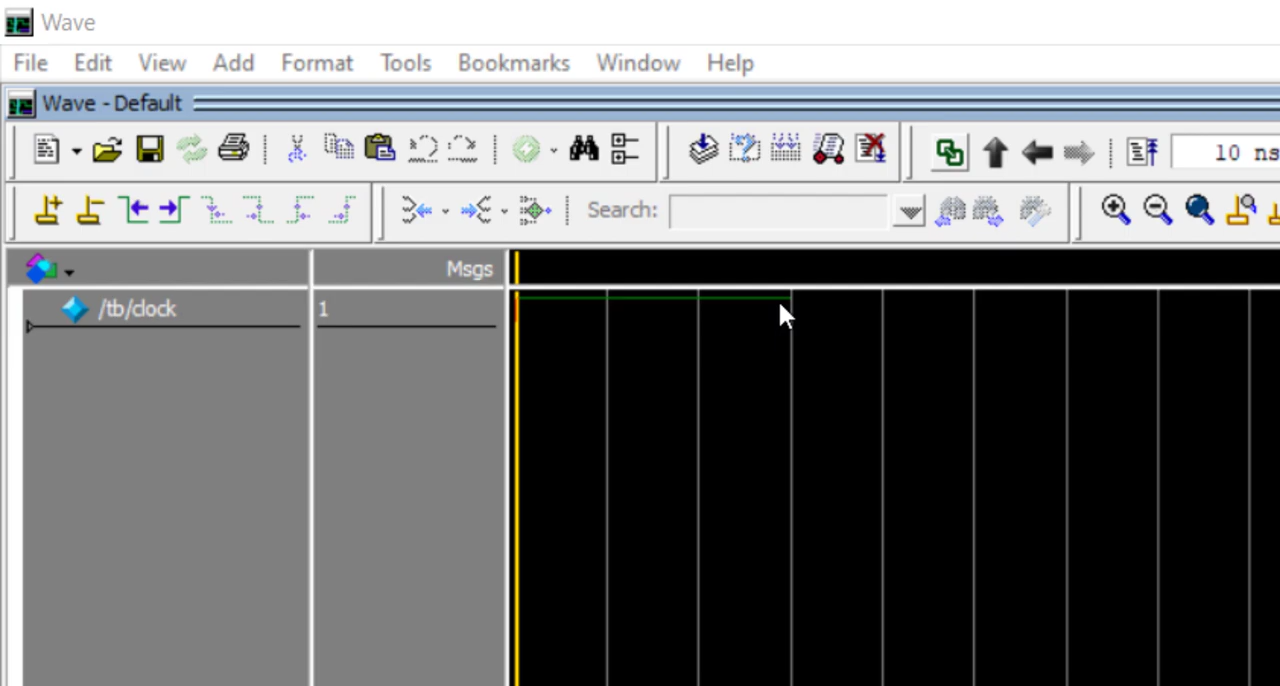 Wave
File Edit View Add Format Tools Bookmarks Window Help
Wave - Default
10 ns
Search:
Msgs
/tb/clock 1